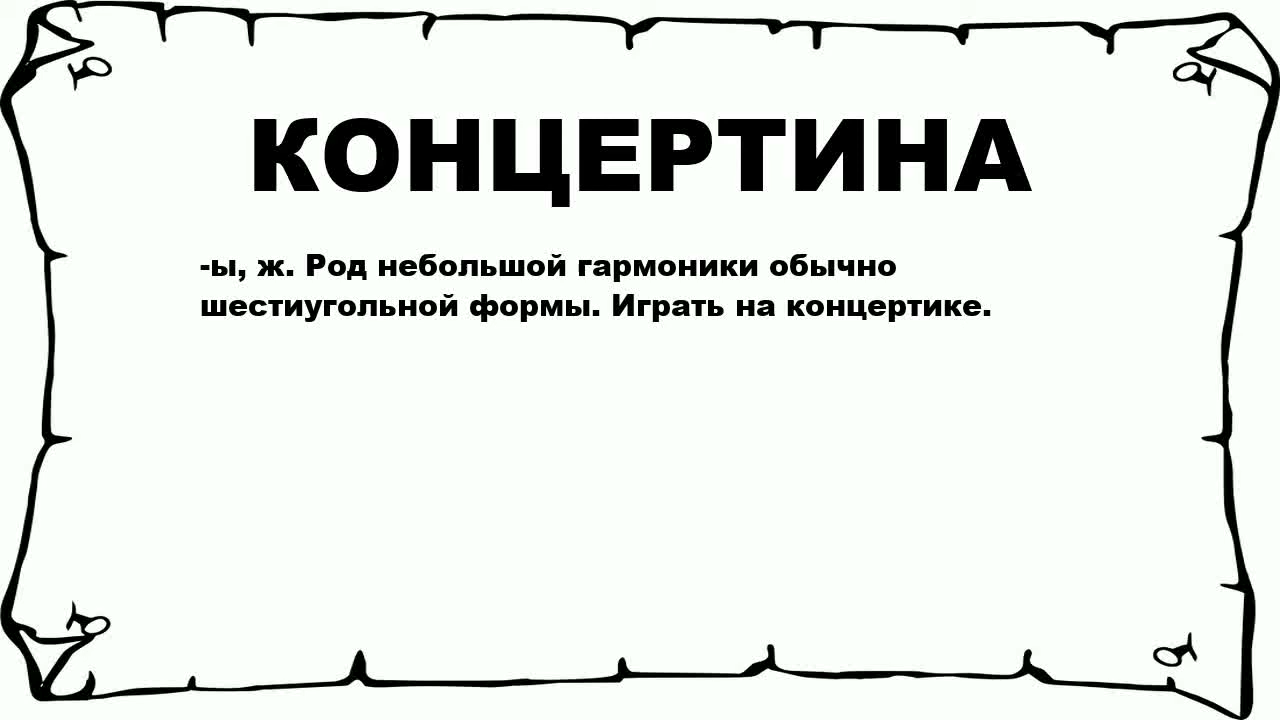 КОНЦЕРТИНА
-ы, ж. Род небольшой гармоники обычно
шестиугольной формы. Играть на концертике.